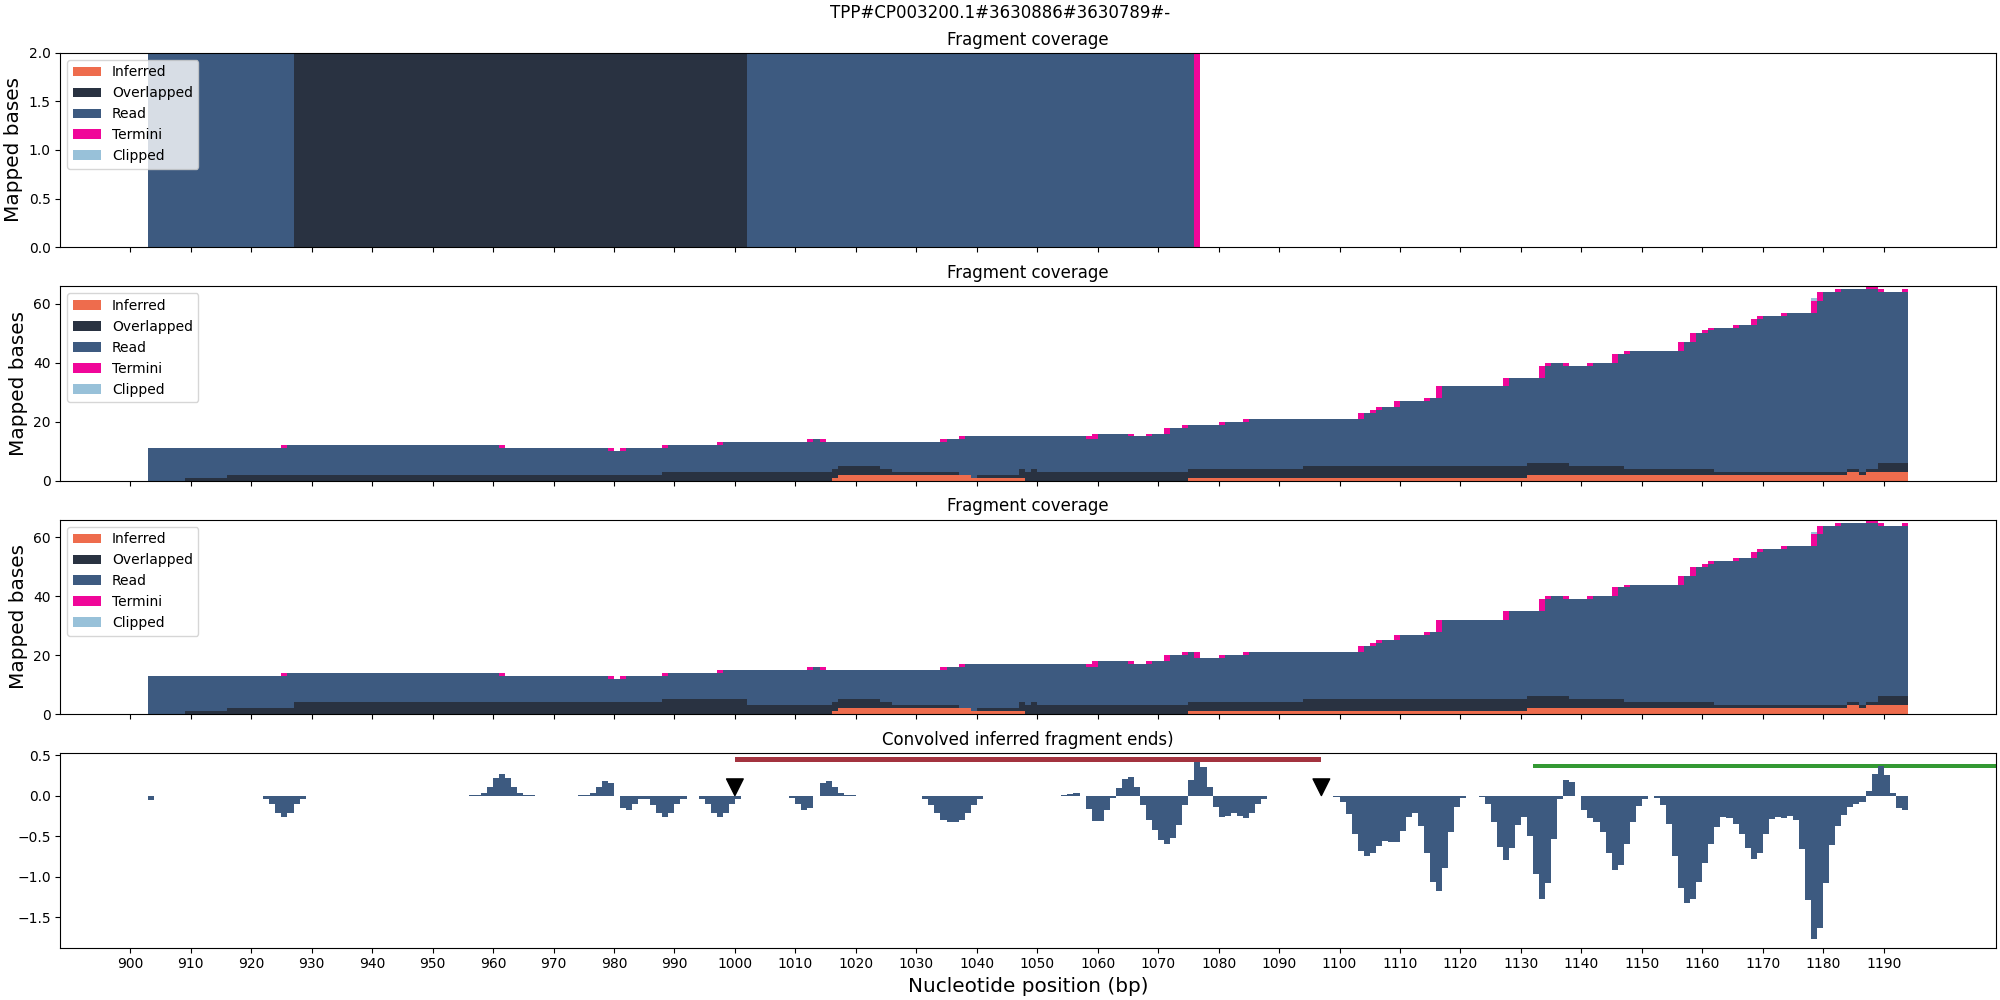 TPP#CP003200.1#3630886#3630789#-
Fragment coverage
Mapped bases
2.0
1.5
1.0
0.5
0.0
Inferred
Overlapped
Read
Termini
Clipped
Fragment coverage
Mapped bases
60
40
20
0
Inferred
Overlapped
Read
Termini
Clipped
Fragment coverage
Mapped bases
60
40
20
0
Inferred
Overlapped
Read
Termini
Clipped
Convolved inferred fragment ends)
0.5
0.0
−0.5
−1.0
−1.5
900 910 920 930 940 950 960 970 980 990 1000 1010 1020 1030 1040 1050 1060 1070 1080 1090 1100 1110 1120 1130 1140 1150 1160 1170 1180 1190
Nucleotide position (bp)